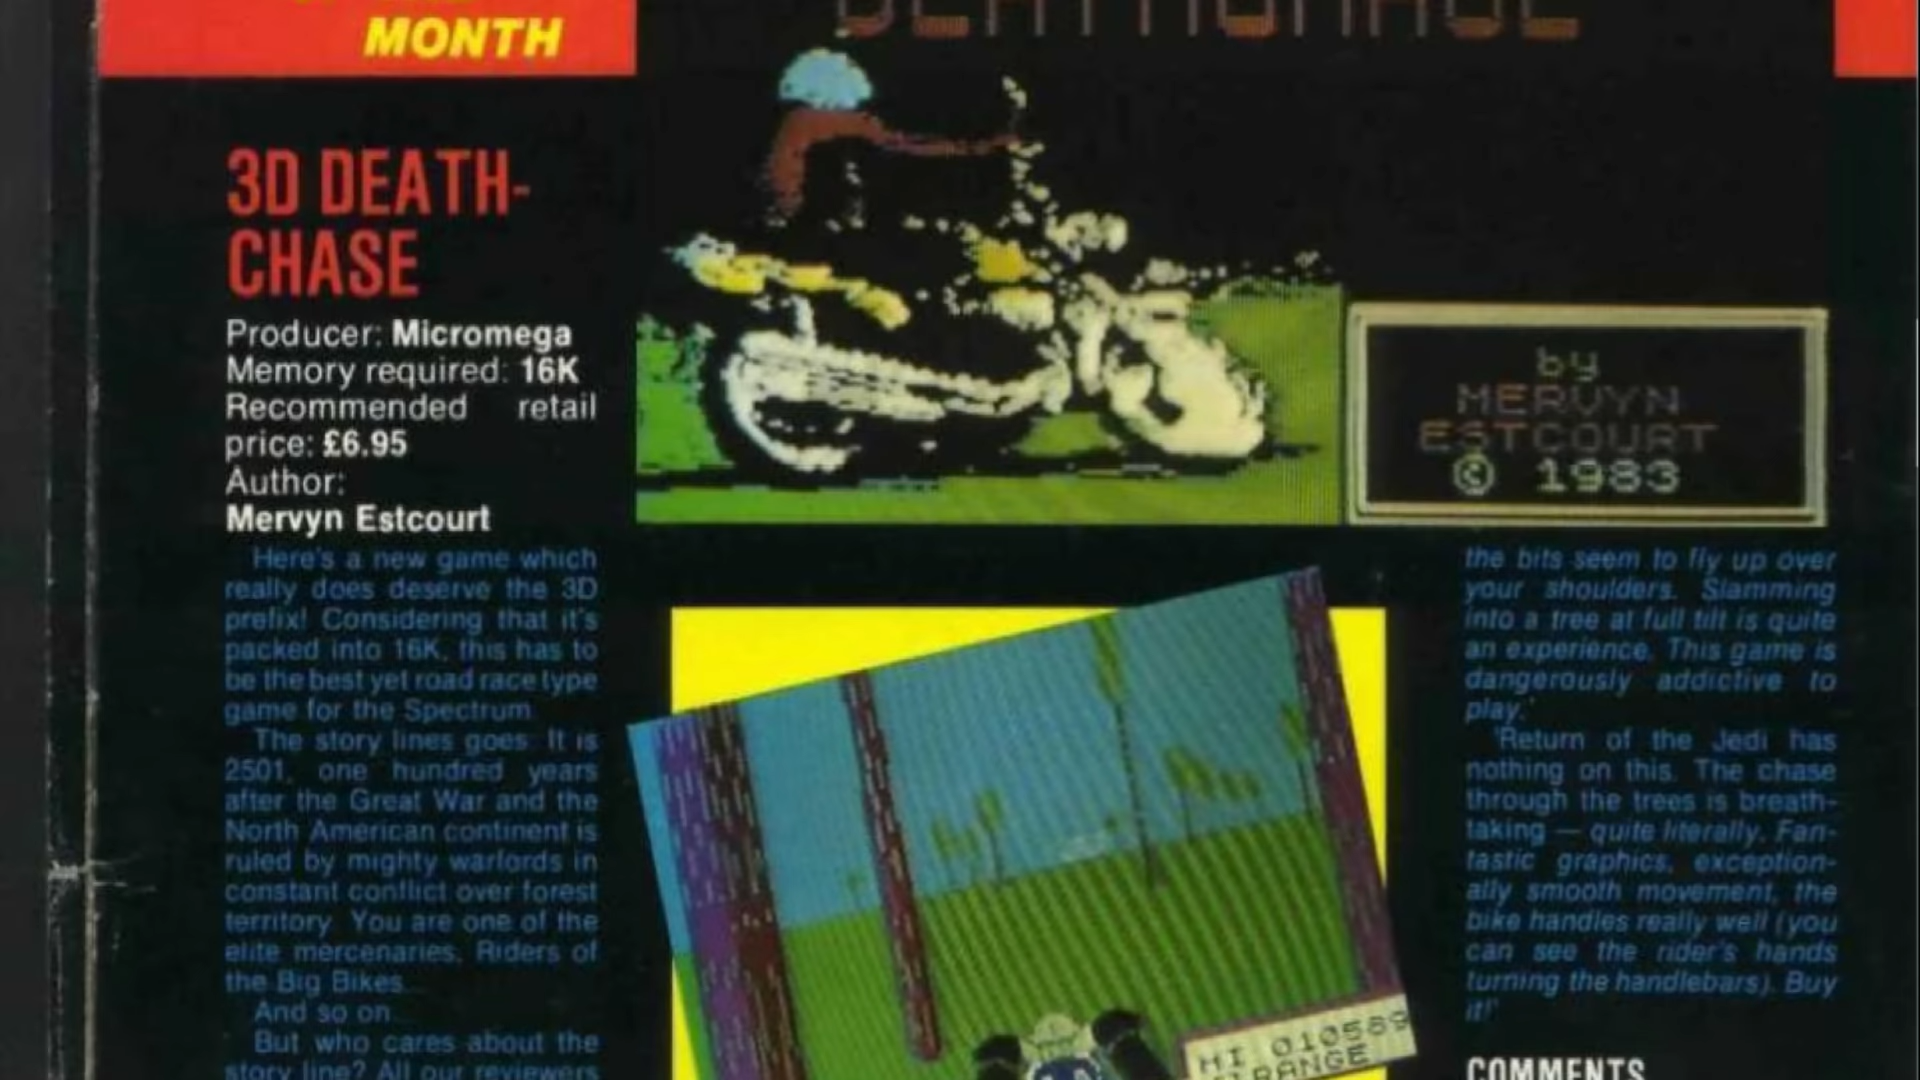 MONTH
3D DEATH-
CHASE
Producer: Micromega
Memory required: 16K
Recommended retail
price: £6.95
Author:
Mervyn Estcourt
Here's a new game which
really does deserve the 3D
prefix! Considering that it's
packed into 16K, this has to
be the best yet road race type
game for the Spectrum.
The story lines goes: It is
2501, one hundred years
after the Great War and the
North American continent is
ruled by mighty warlords in
constant conflict over forest
territory. You are one of the
elite mercenaries, Riders of
the Big Bikes.
And so on.
But who cares about the
story line? All our reviewers
by
MERVYN
ESTCOURT
© 1983
HI 010589
RANGE
the bits seem to fly up over
your shoulders. Slamming
into a tree at full tilt is quite
an experience. This game is
dangerously addictive to
play.'
'Return of the Jedi has
nothing on this. The chase
through the trees is breath-
taking — quite literally. Fan-
tastic graphics, exception-
ally smooth movement, the
bike handles really well (you
can see the rider's hands
turning the handlebars). Buy
it!'
COMMENTS